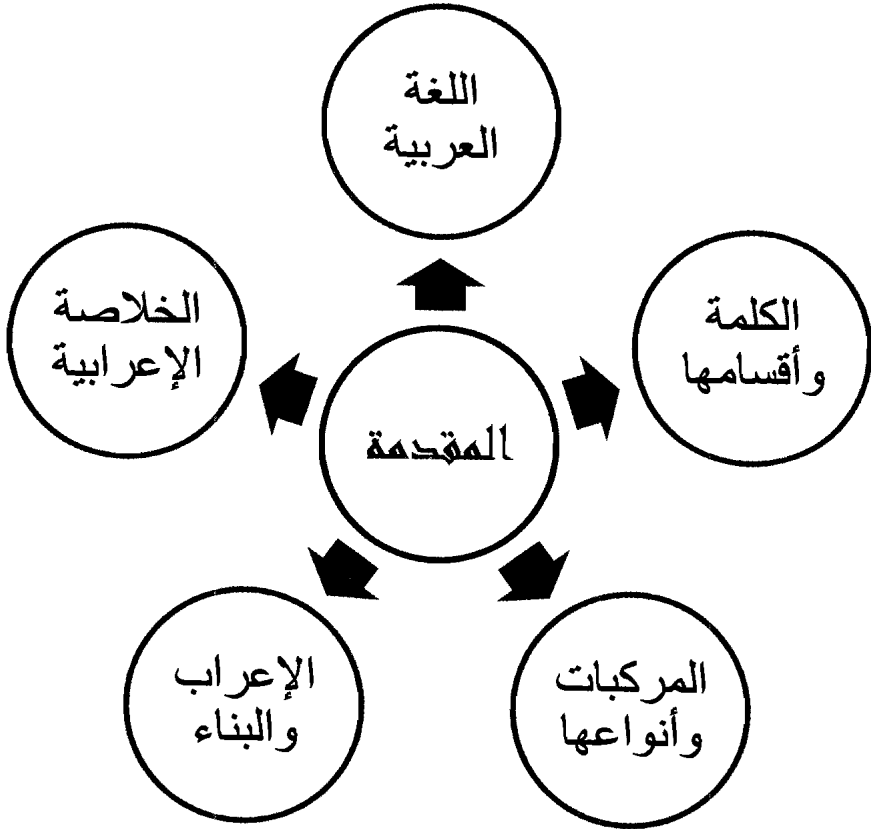 اللغة
العربية
الكلمة
وأقسامها
المركبات
وأنواعها
الإعراب
والبناء
الخلاصة
الإعرابية
المقدمة